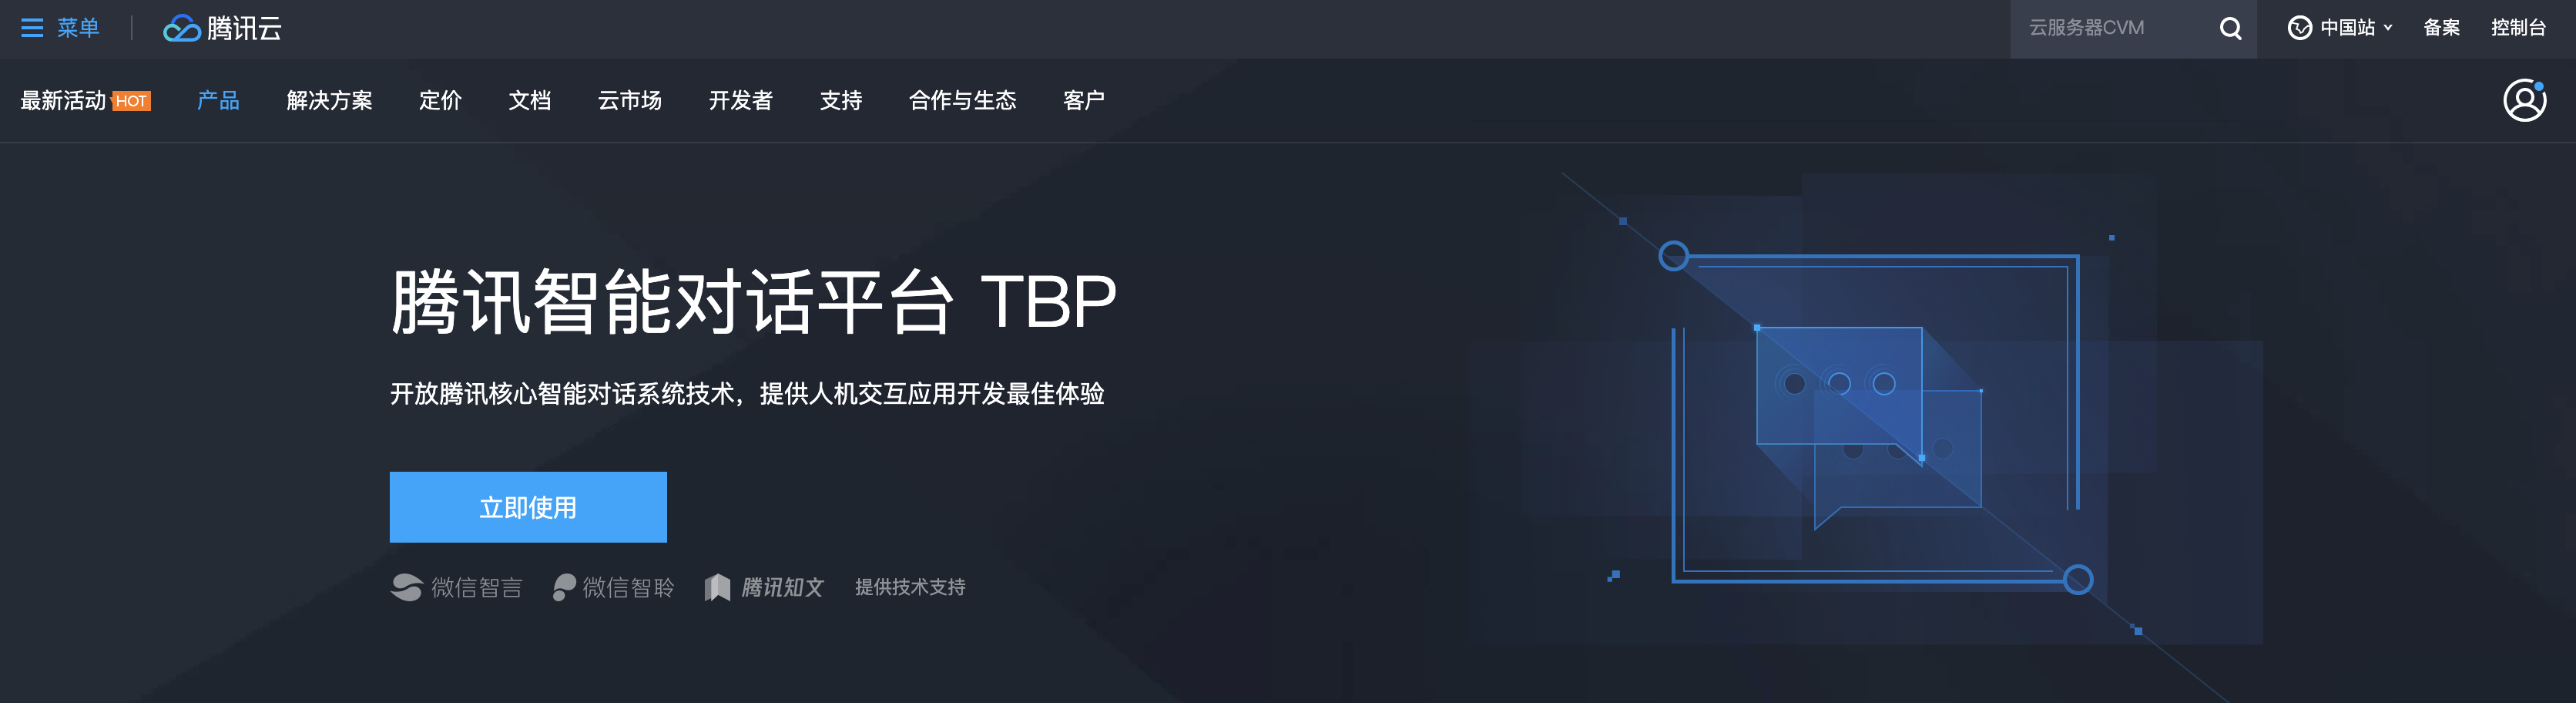 菜单 腾讯云 云服务器CVM 中国站 备案 控制台
最新活动 HOT 产品 解决方案 定价 文档 云市场 开发者 支持 合作与生态 客户
腾讯智能对话平台 TBP
开放腾讯核心智能对话系统技术，提供人机交互应用开发最佳体验
立即使用
微信智言 微信智聆 腾讯知文 提供技术支持